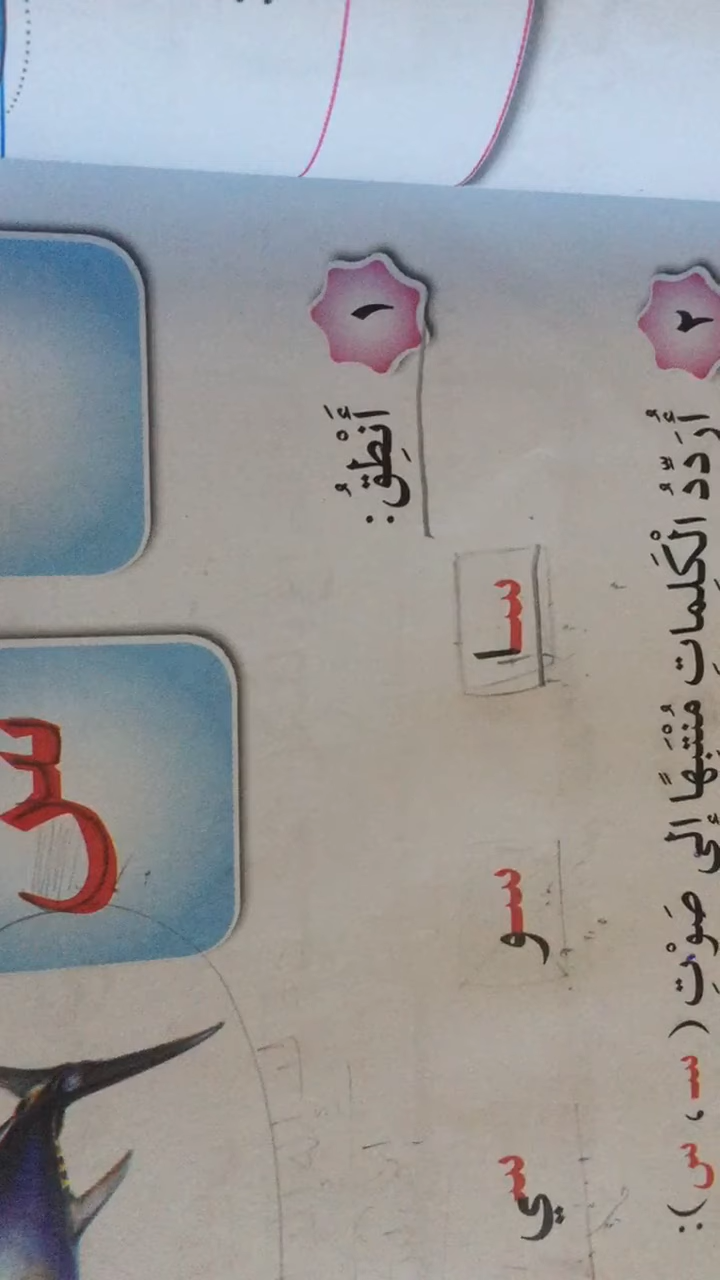 س
١ أَنْطِقُ:
سا
سو
سي
٢ أُرَدِّدُ الْكَلِماتِ مُنْتَبِهًا إِلى صَوْتِ ( سـ ، س ):